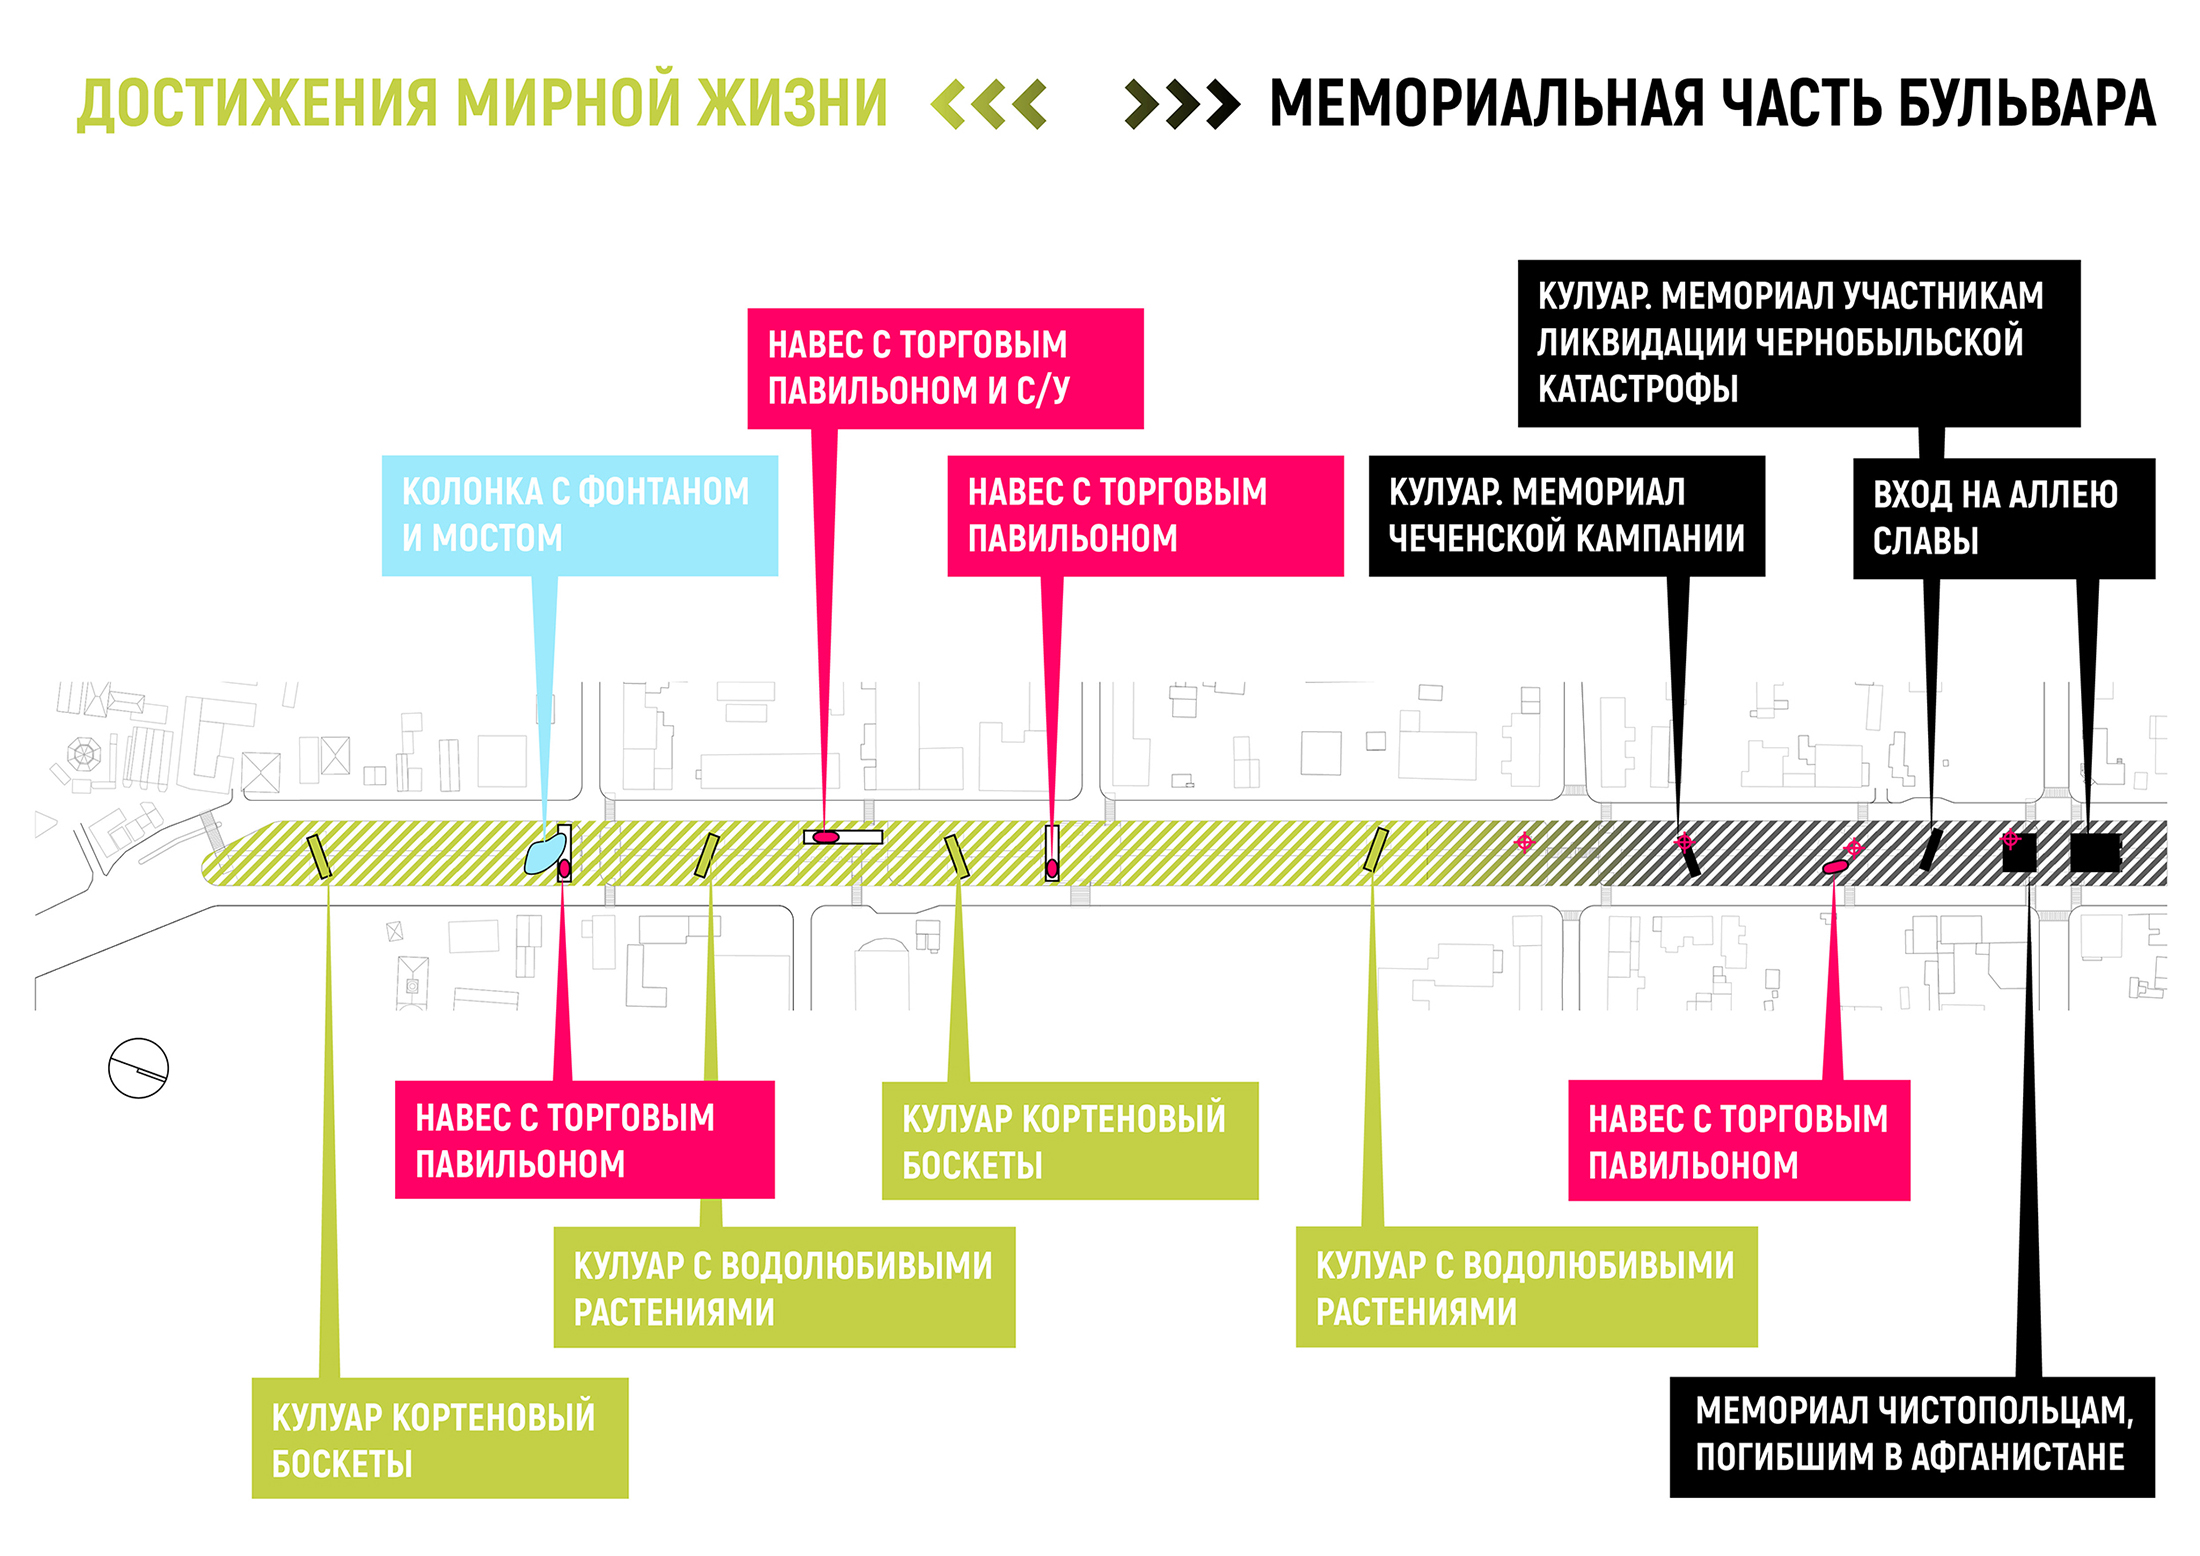 ДОСТИЖЕНИЯ МИРНОЙ ЖИЗНИ
МЕМОРИАЛЬНАЯ ЧАСТЬ БУЛЬВАРА
КУЛУАР. МЕМОРИАЛ УЧАСТНИКАМ
ЛИКВИДАЦИИ ЧЕРНОБЫЛЬСКОЙ
КАТАСТРОФЫ
НАВЕС С ТОРГОВЫМ
ПАВИЛЬОНОМ И С/У
КОЛОНКА С ФОНТАНОМ
И МОСТОМ
НАВЕС С ТОРГОВЫМ
ПАВИЛЬОНОМ
КУЛУАР. МЕМОРИАЛ
ЧЕЧЕНСКОЙ КАМПАНИИ
ВХОД НА АЛЛЕЮ
СЛАВЫ
НАВЕС С ТОРГОВЫМ
ПАВИЛЬОНОМ
КУЛУАР КОРТЕНОВЫЙ
БОСКЕТЫ
НАВЕС С ТОРГОВЫМ
ПАВИЛЬОНОМ
КУЛУАР С ВОДОЛЮБИВЫМИ
РАСТЕНИЯМИ
КУЛУАР С ВОДОЛЮБИВЫМИ
РАСТЕНИЯМИ
КУЛУАР КОРТЕНОВЫЙ
БОСКЕТЫ
МЕМОРИАЛ ЧИСТОПОЛЬЦАМ,
ПОГИБШИМ В АФГАНИСТАНЕ